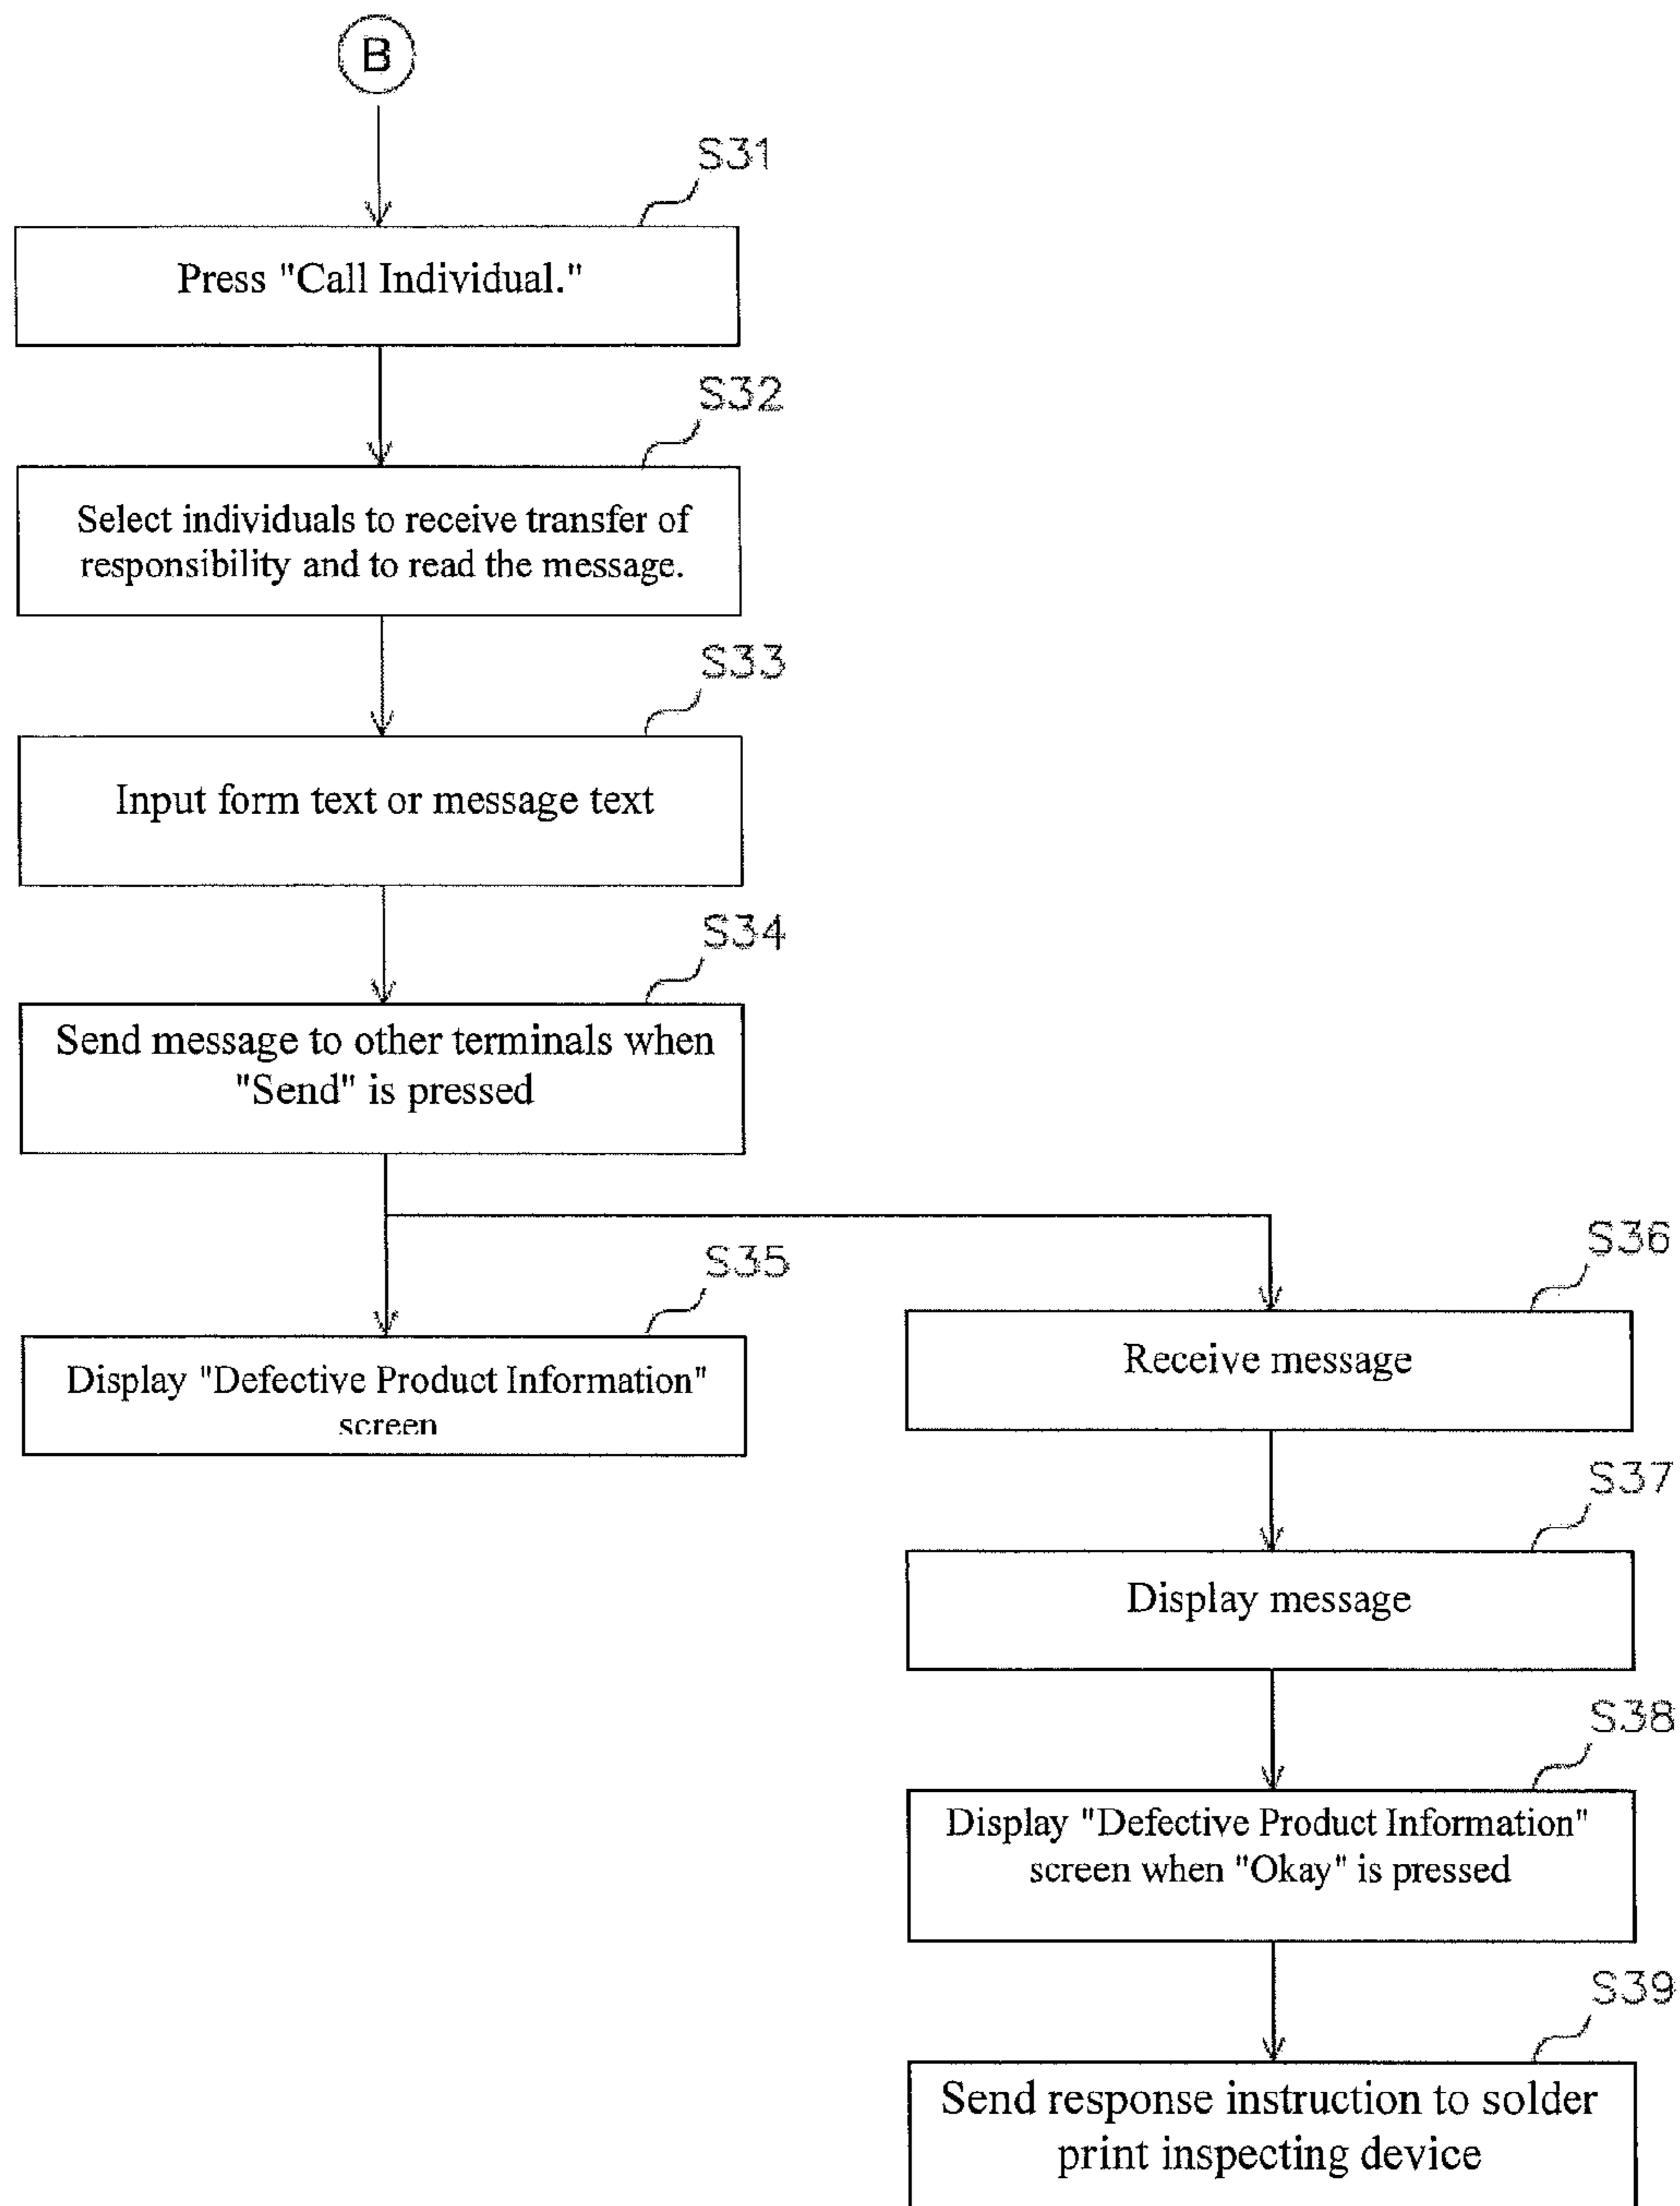 B
S31
Press "Call Individual."
S32
Select individuals to receive transfer of
responsibility and to read the message.
S33
Input form text or message text
S34
Send message to other terminals when
"Send" is pressed
S35
Display "Defective Product Information"
screen
S36
Receive message
S37
Display message
S38
Display "Defective Product Information"
screen when "Okay" is pressed
S39
Send response instruction to solder
print inspecting device